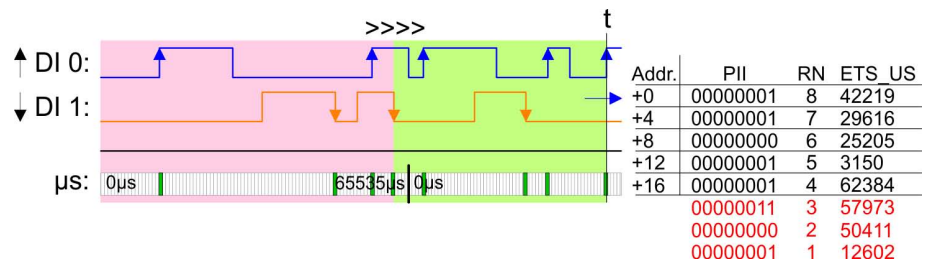 >>>> t
↑ DI 0:
↓ DI 1:
µs: 0µs 65535µs 0µs
Addr. PII RN ETS_US
+0 00000001 8 42219
+4 00000001 7 29616
+8 00000000 6 25205
+12 00000001 5 3150
+16 00000001 4 62384
00000011 3 57973
00000000 2 50411
00000001 1 12602